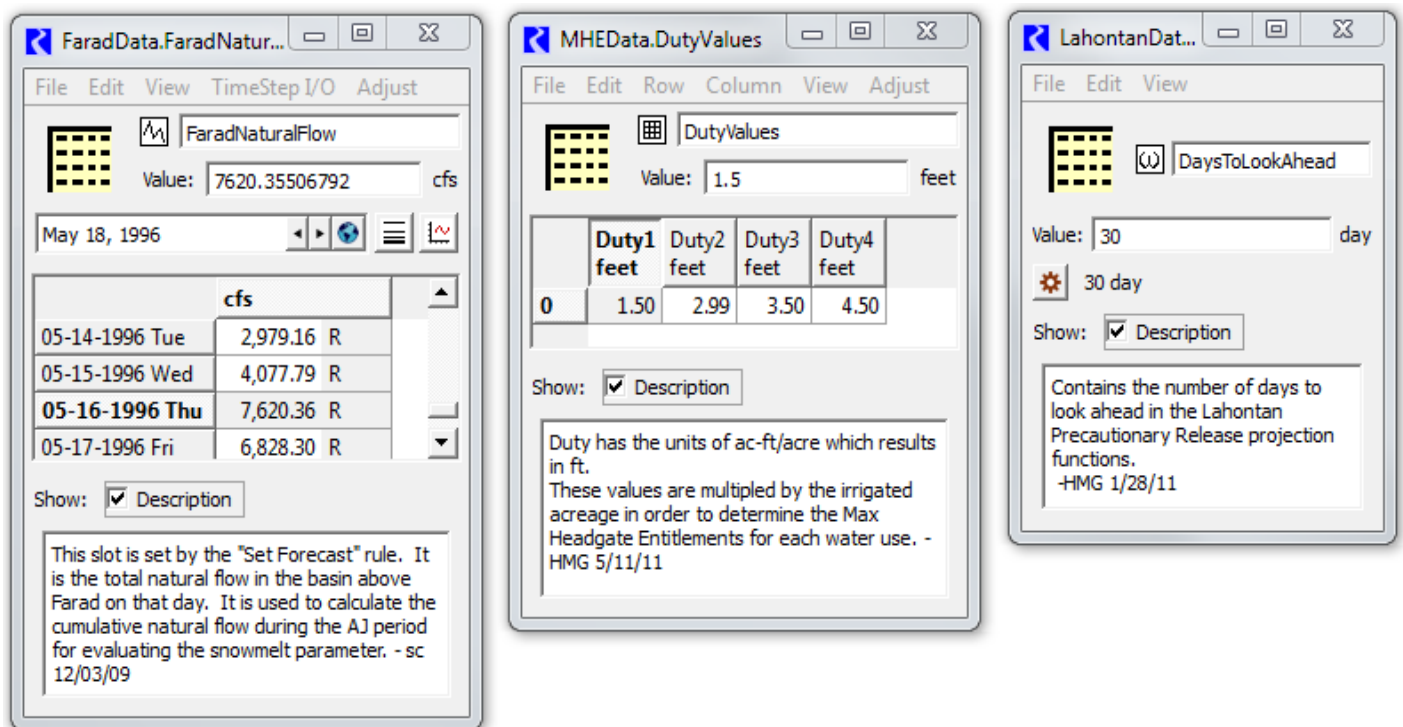 FaradData.FaradNatur...
File Edit View TimeStep I/O Adjust
FaradNaturalFlow
Value: 7620.35506792 cfs
May 18, 1996
cfs
05-14-1996 Tue 2,979.16 R
05-15-1996 Wed 4,077.79 R
05-16-1996 Thu 7,620.36 R
05-17-1996 Fri 6,828.30 R
Show: Description
This slot is set by the "Set Forecast" rule. It
is the total natural flow in the basin above
Farad on that day. It is used to calculate the
cumulative natural flow during the AJ period
for evaluating the snowmelt parameter. - sc
12/03/09
MHEData.DutyValues
File Edit Row Column View Adjust
DutyValues
Value: 1.5 feet
Duty1 Duty2 Duty3 Duty4
feet feet feet feet
0 1.50 2.99 3.50 4.50
Show: Description
Duty has the units of ac-ft/acre which results
in ft.
These values are multipled by the irrigated
acreage in order to determine the Max
Headgate Entitlements for each water use. -
HMG 5/11/11
LahontanDat...
File Edit View
ω DaysToLookAhead
Value: 30 day
30 day
Show: Description
Contains the number of days to
look ahead in the Lahontan
Precautionary Release projection
functions.
-HMG 1/28/11